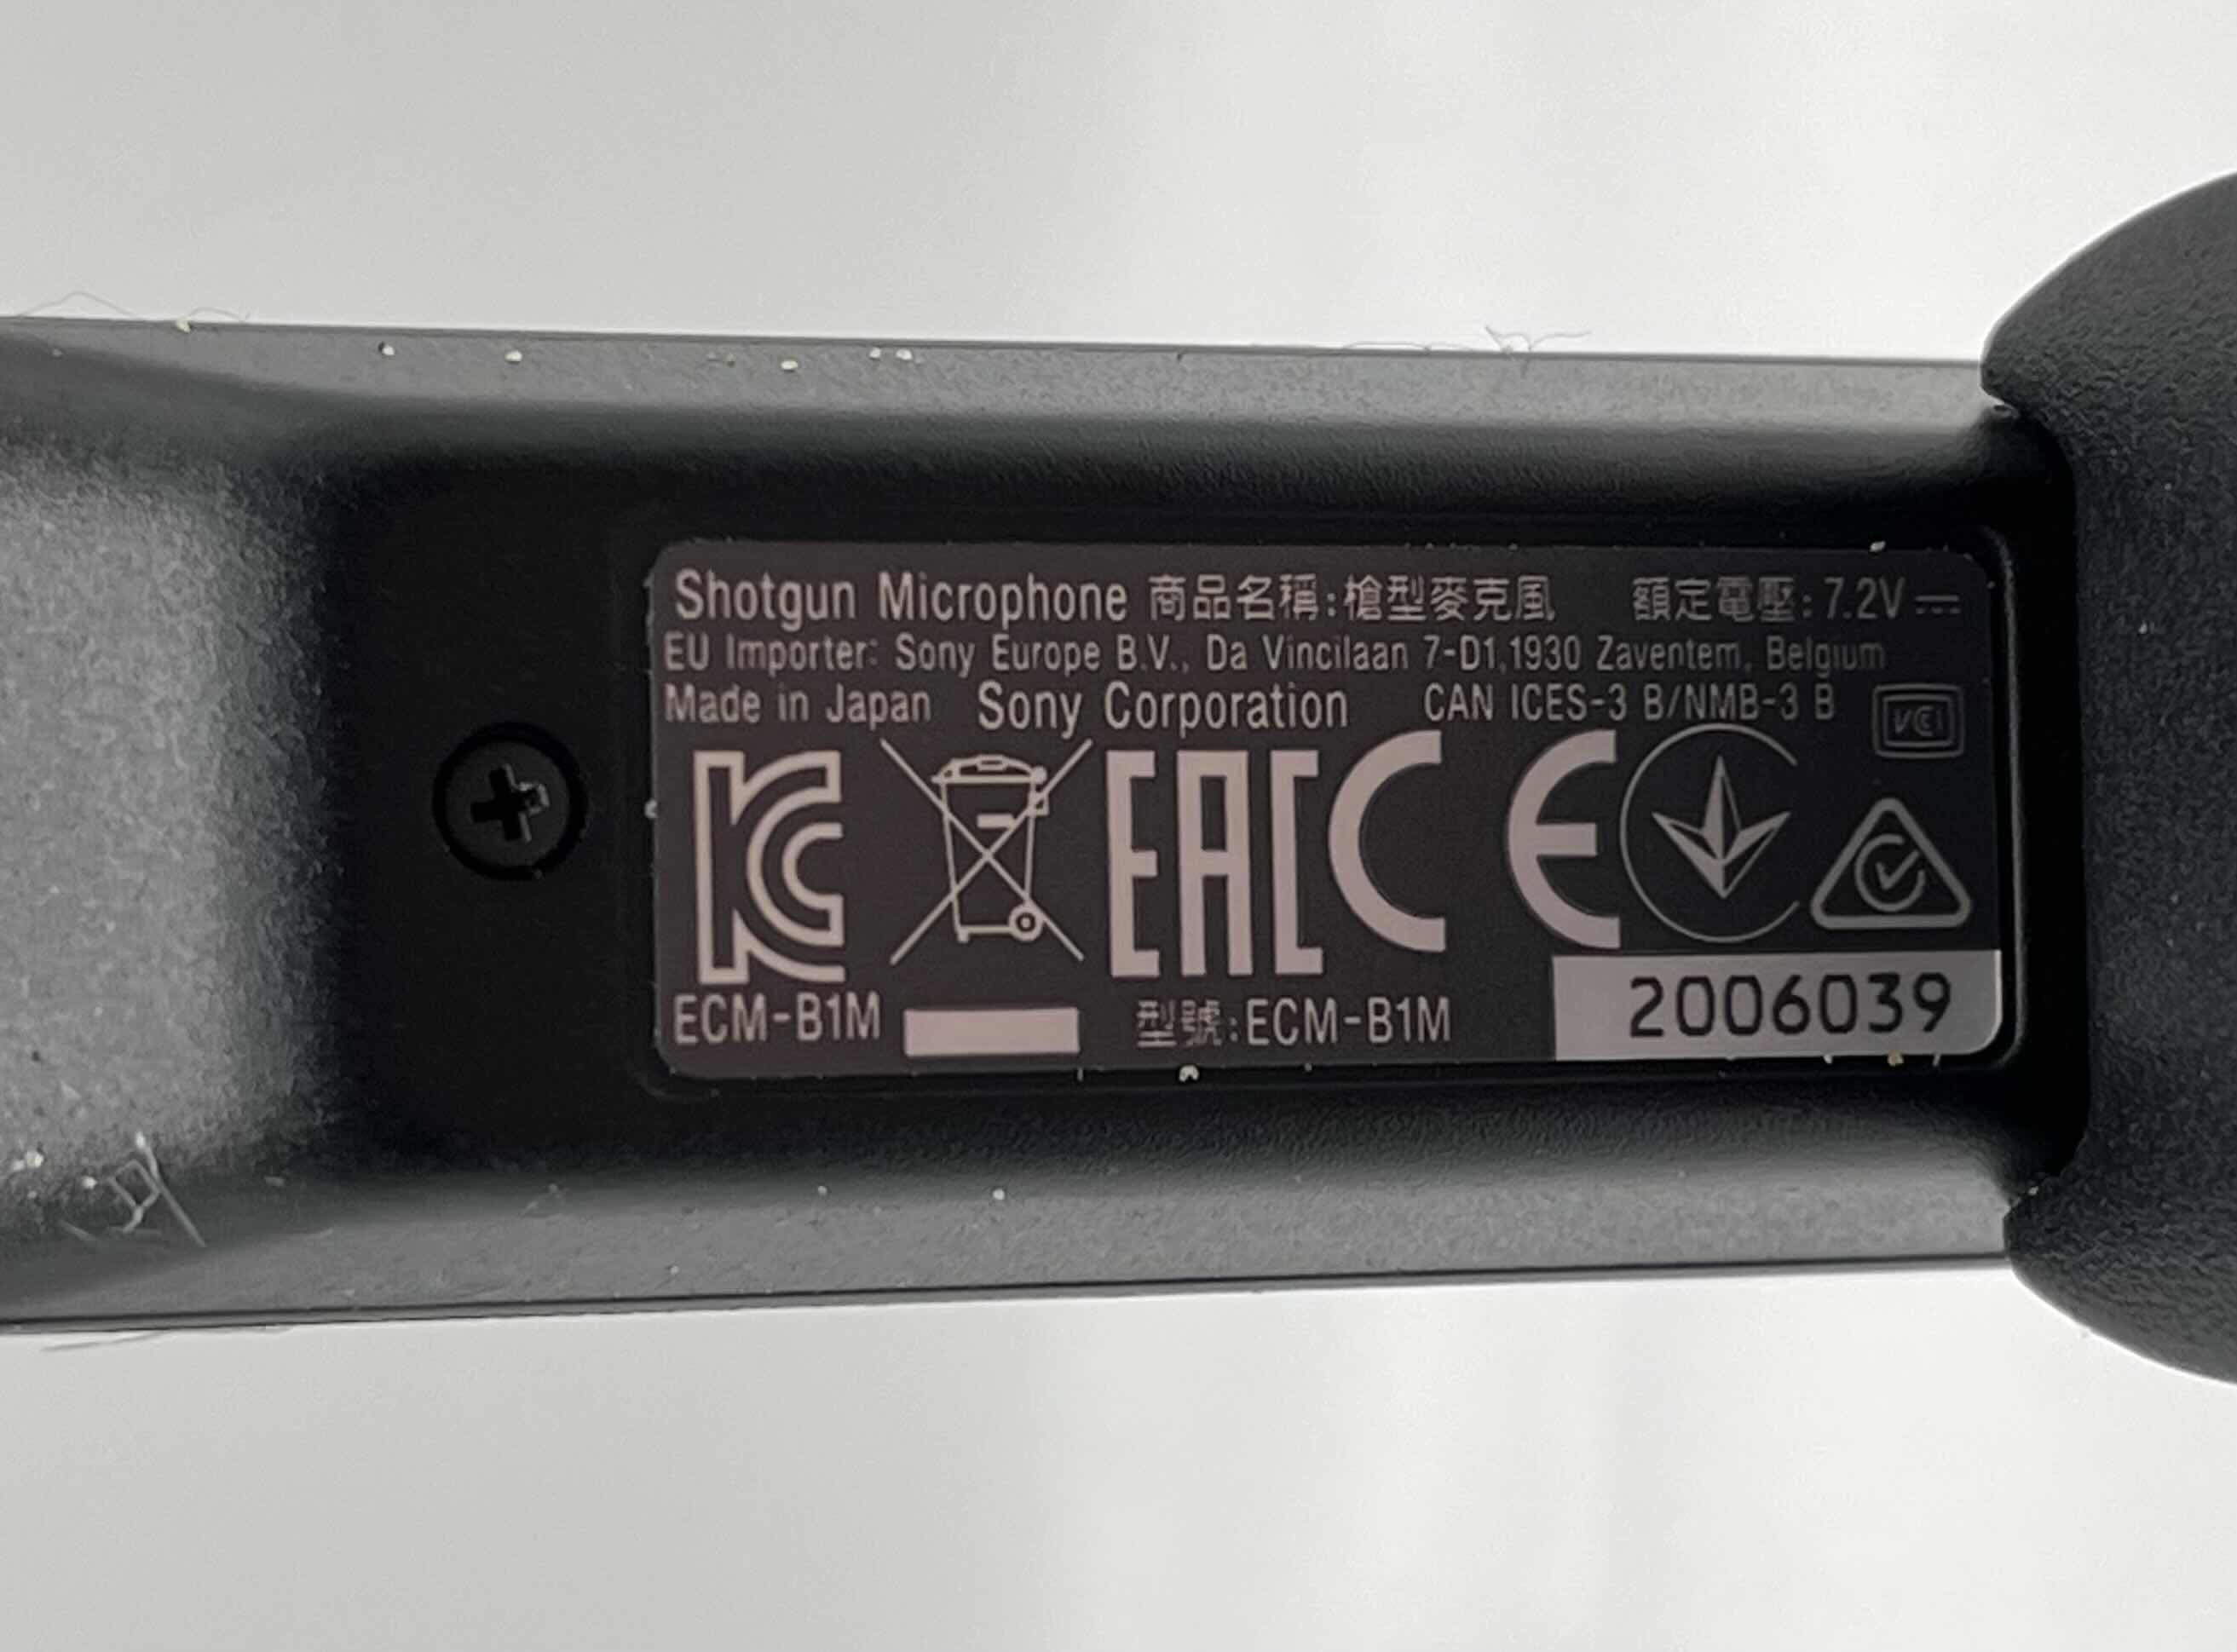 Shotgun Microphone 商品名稱:槍型麥克風 額定電壓:7.2V
EU Importer: Sony Europe B.V., Da Vincilaan 7-D1,1930 Zaventem, Belgium
Made in Japan Sony Corporation CAN ICES-3 B/NMB-3 B
VCI
KC EAC CE
ECM-B1M 型號:ECM-B1M 2006039